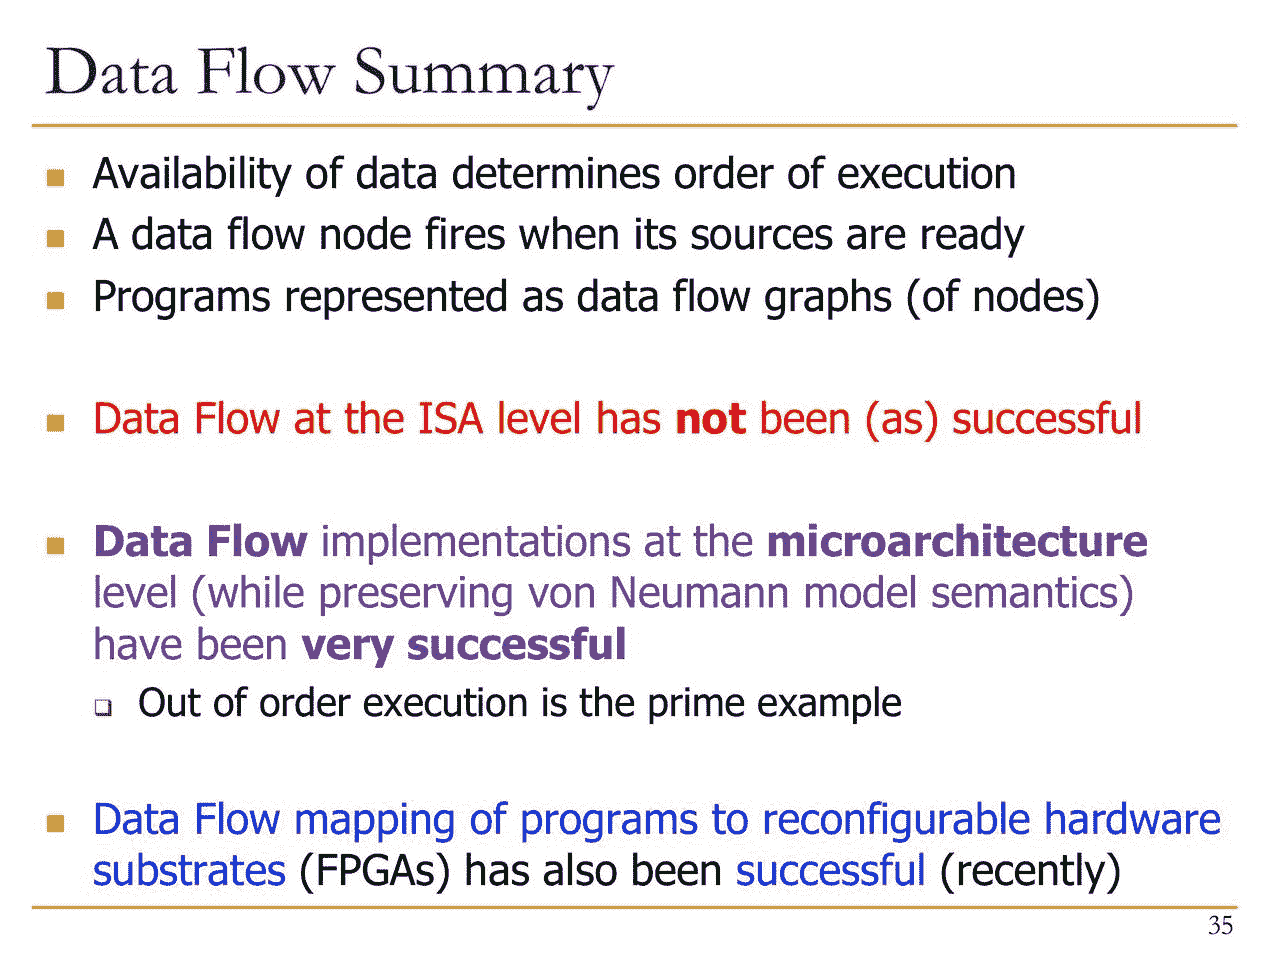 Data Flow Summary
Availability of data determines order of execution
A data flow node fires when its sources are ready
Programs represented as data flow graphs (of nodes)
Data Flow at the ISA level has not been (as) successful
Data Flow implementations at the microarchitecture
level (while preserving von Neumann model semantics)
have been very successful
Out of order execution is the prime example
Data Flow mapping of programs to reconfigurable hardware
substrates (FPGAs) has also been successful (recently)
35